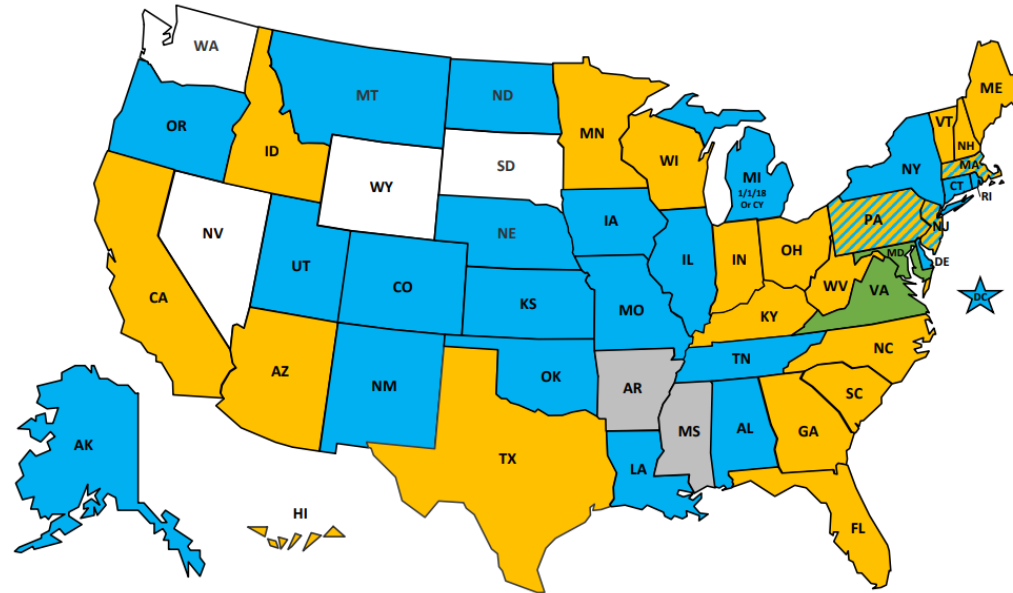 WA
MT
ND
ME
OR
ID
MN
VT
NH
WI
SD
MI
1/1/18
Or CY
NY
MA
WY
CT
RI
IA
PA
NJ
NE
NV
IL
IN
OH
MD
DE
UT
CO
WV
VA
DC
CA
KS
MO
KY
NC
TN
AZ
NM
OK
AR
SC
AK
MS
AL
GA
TX
LA
HI
FL